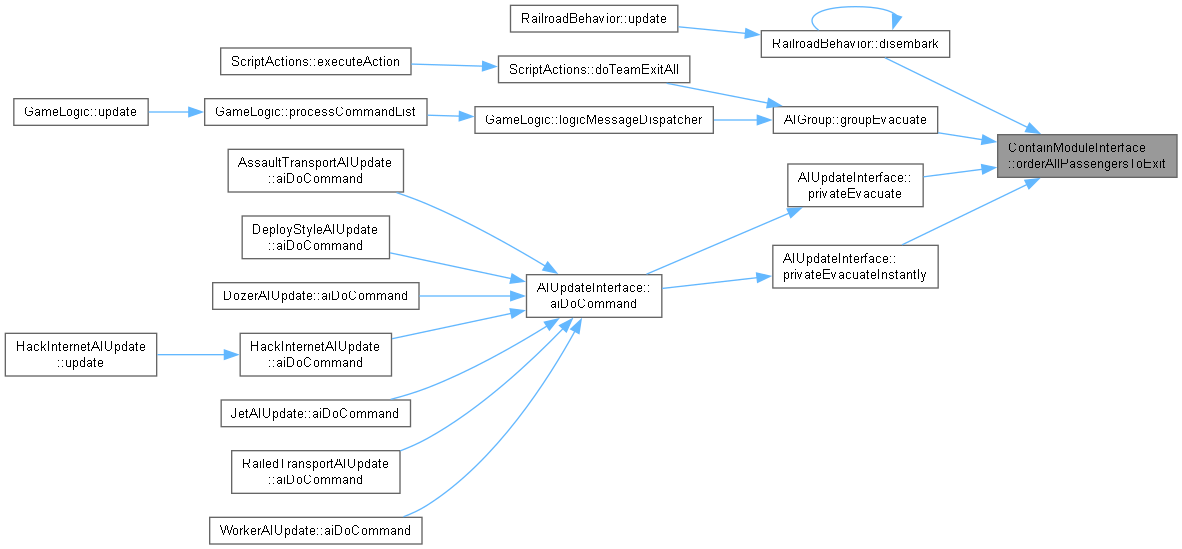 RailroadBehavior::update
RailroadBehavior::disembark
ScriptActions::executeAction
ScriptActions::doTeamExitAll
GameLogic::update
GameLogic::processCommandList
GameLogic::logicMessageDispatcher
AIGroup::groupEvacuate
ContainModuleInterface
::orderAllPassengersToExit
AssaultTransportAIUpdate
::aiDoCommand
AIUpdateInterface::
privateEvacuate
DeployStyleAIUpdate
::aiDoCommand
AIUpdateInterface::
privateEvacuateInstantly
DozerAIUpdate::aiDoCommand
AIUpdateInterface::
aiDoCommand
HackInternetAIUpdate
::update
HackInternetAIUpdate
::aiDoCommand
JetAIUpdate::aiDoCommand
RailedTransportAIUpdate
::aiDoCommand
WorkerAIUpdate::aiDoCommand